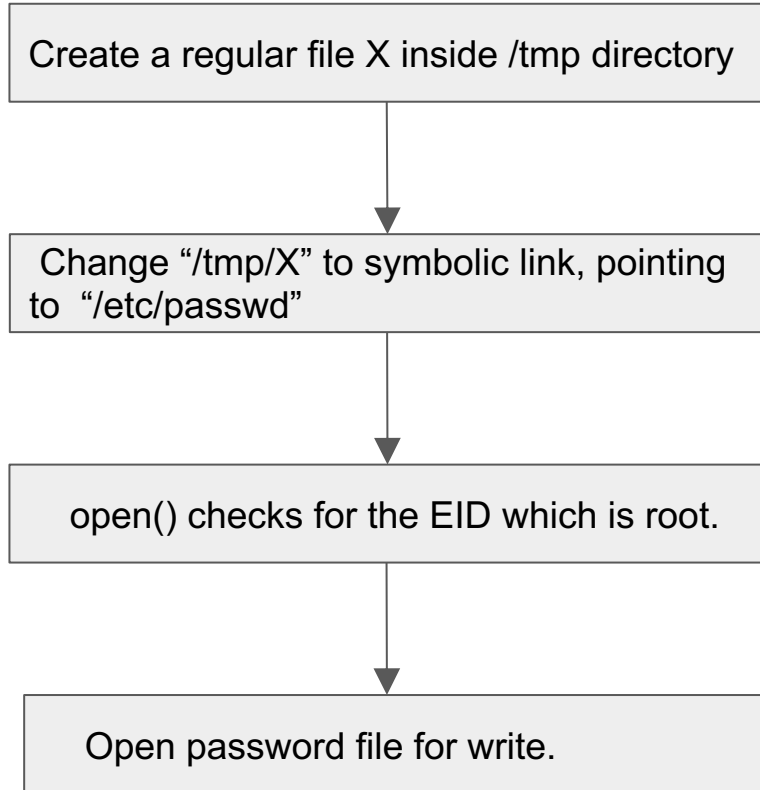 Create a regular file X inside /tmp directory
Change “/tmp/X” to symbolic link, pointing
to “/etc/passwd”
open() checks for the EID which is root.
Open password file for write.